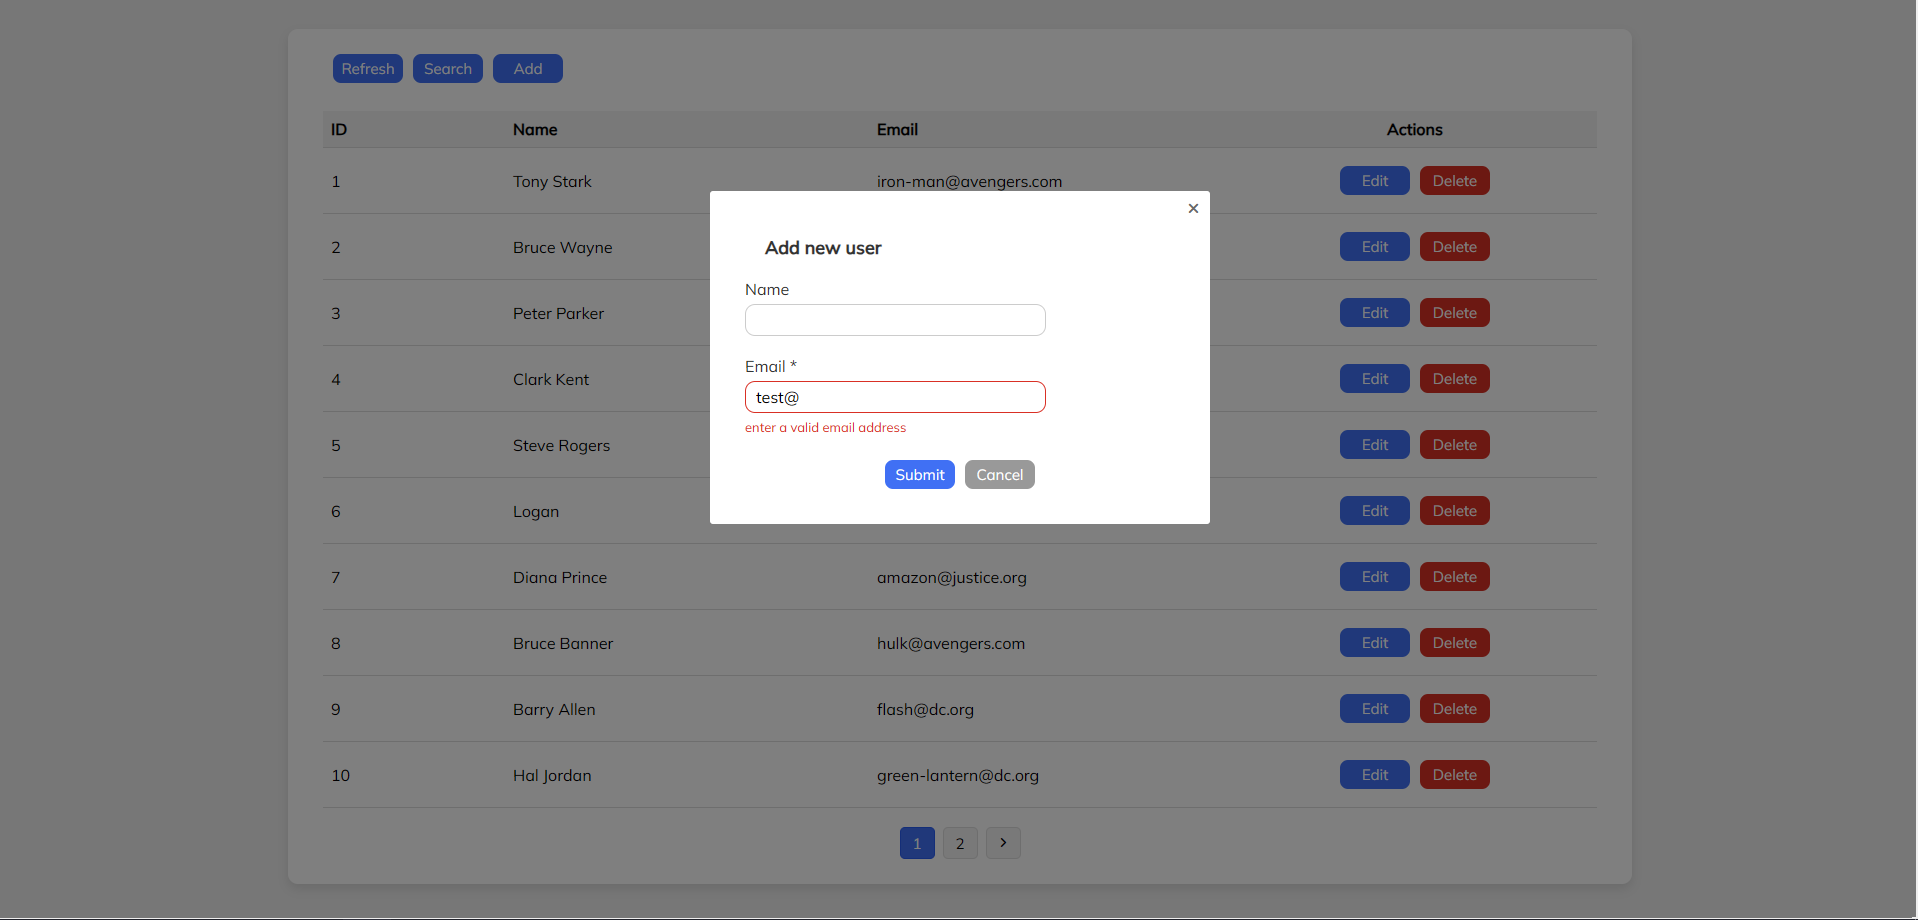 Refresh Search Add
ID Name Email Actions
1 Tony Stark iron-man@avengers.com Edit Delete
2 Bruce Wayne Edit Delete
3 Peter Parker Edit Delete
4 Clark Kent Edit Delete
5 Steve Rogers Edit Delete
6 Logan Edit Delete
7 Diana Prince amazon@justice.org Edit Delete
8 Bruce Banner hulk@avengers.com Edit Delete
9 Barry Allen flash@dc.org Edit Delete
10 Hal Jordan green-lantern@dc.org Edit Delete
1 2 >
×
Add new user
Name
Email *
test@
enter a valid email address
Submit Cancel